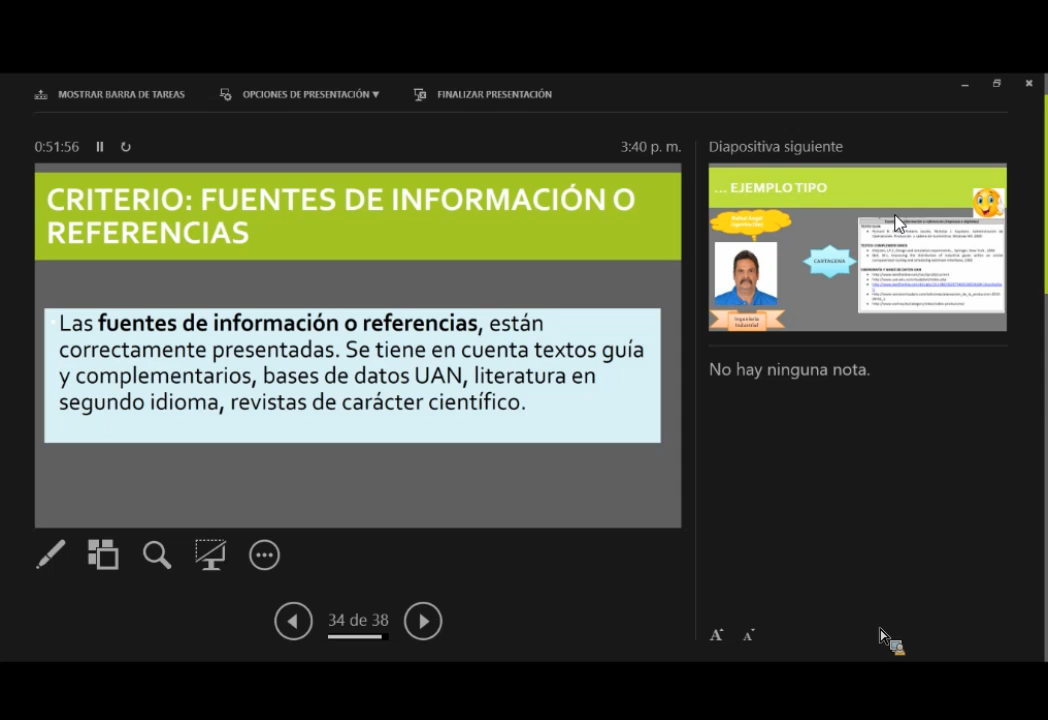 MOSTRAR BARRA DE TAREAS
OPCIONES DE PRESENTACIÓN ▼
FINALIZAR PRESENTACIÓN
0:51:56
3:40 p. m.
CRITERIO: FUENTES DE INFORMACIÓN O
REFERENCIAS
Las fuentes de información o referencias, están
correctamente presentadas. Se tiene en cuenta textos guía
y complementarios, bases de datos UAN, literatura en
segundo idioma, revistas de carácter científico.
34 de 38
Diapositiva siguiente
... EJEMPLO TIPO
CARTAGENA
Ingeniería
Industrial
No hay ninguna nota.
A A